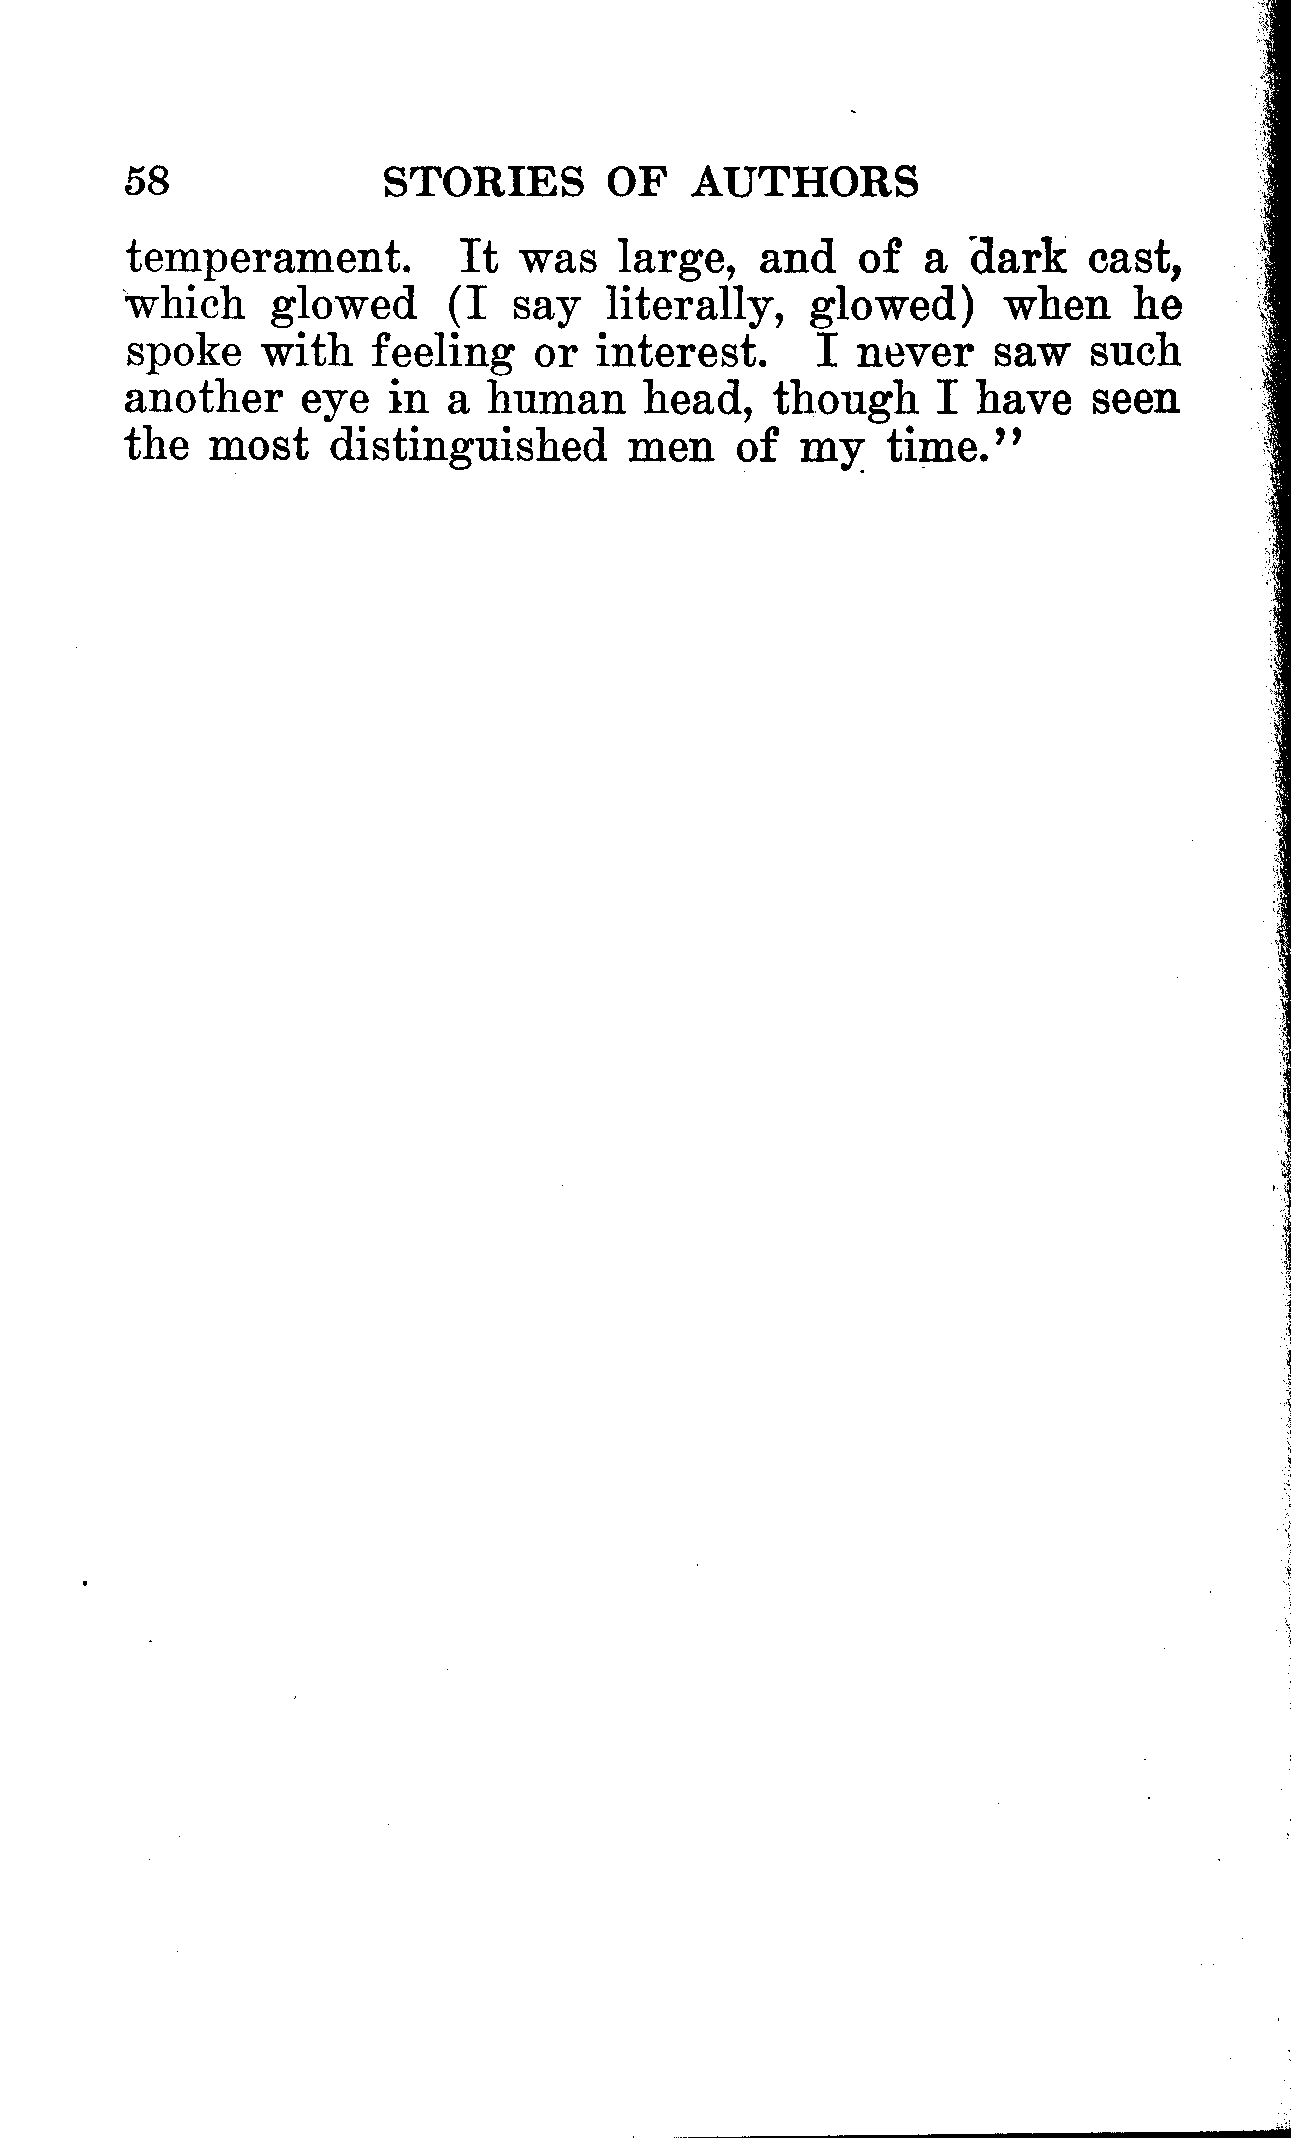 58 STORIES OF AUTHORS
temperament. It was large, and of a dark cast,
which glowed (I say literally, glowed) when he
spoke with feeling or interest. I never saw such
another eye in a human head, though I have seen
the most distinguished men of my time.''